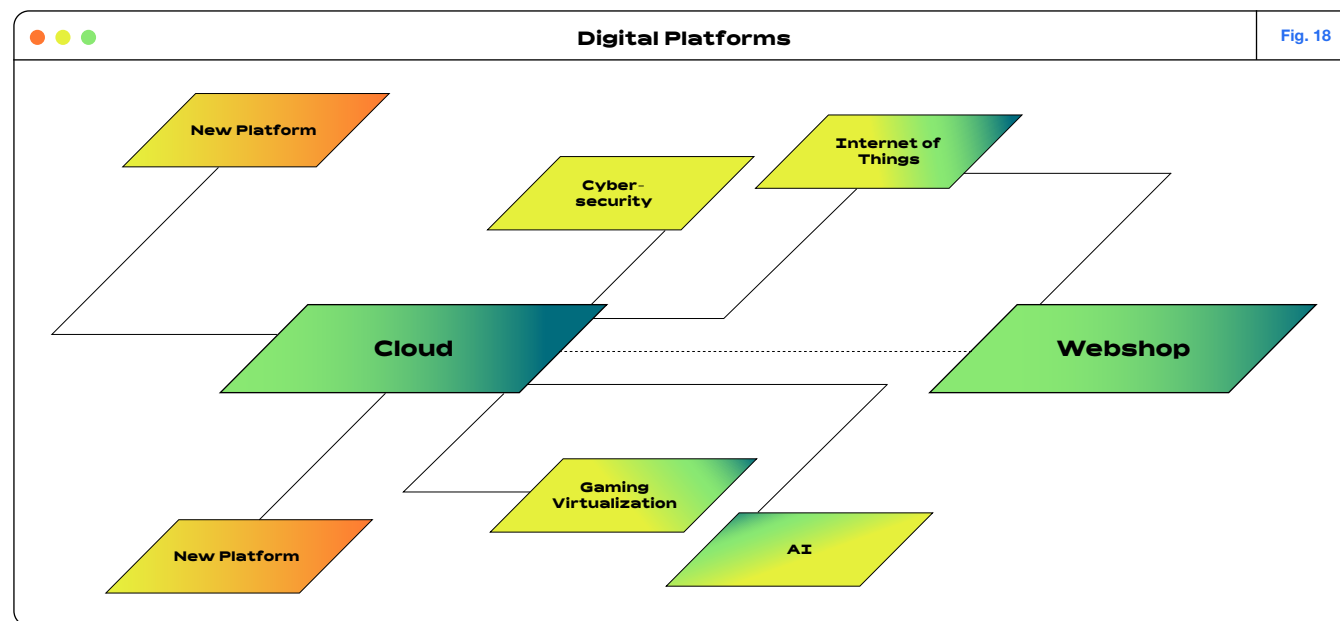 Digital Platforms
Fig. 18
New Platform
Cyber-
security
Internet of
Things
Cloud
Webshop
Gaming
Virtualization
New Platform
AI